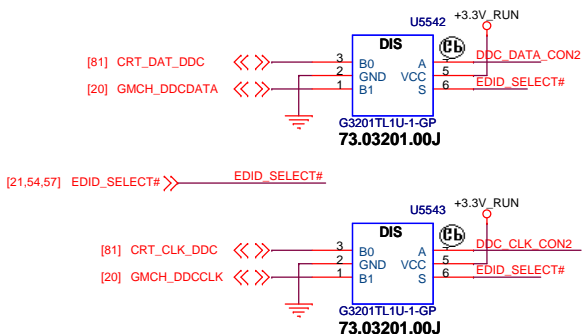 U5542
+3.3V_RUN
DIS
[81] CRT_DAT_DDC
3 B0 A DDC_DATA_CON2
2 GND VCC 5
[20] GMCH_DDCDATA
1 B1 S 6 EDID_SELECT#
G3201TL1U-1-GP
73.03201.00J
[21,54,57] EDID_SELECT# EDID_SELECT#
U5543
+3.3V_RUN
DIS
[81] CRT_CLK_DDC
3 B0 A DDC_CLK_CON2
2 GND VCC 5
[20] GMCH_DDCCLK
1 B1 S 6 EDID_SELECT#
G3201TL1U-1-GP
73.03201.00J